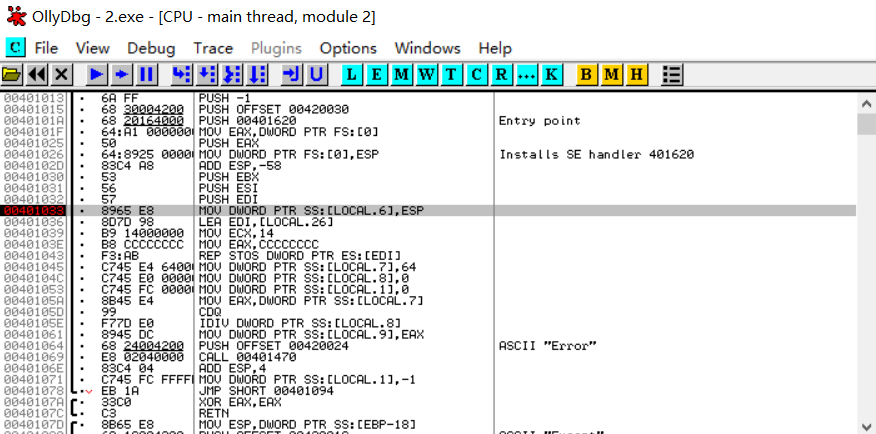 OllyDbg - 2.exe - [CPU - main thread, module 2]
C File View Debug Trace Plugins Options Windows Help
L E M W T C R ... K B M H
00401013 6A FF PUSH -1
00401015 68 30004200 PUSH OFFSET 00420030
0040101A 68 20164000 PUSH 00401620 Entry point
0040101F 64:A1 0000000 MOV EAX,DWORD PTR FS:[0]
00401025 50 PUSH EAX
00401026 64:8925 0000 MOV DWORD PTR FS:[0],ESP Installs SE handler 401620
0040102D 83C4 A8 ADD ESP,-58
00401030 53 PUSH EBX
00401031 56 PUSH ESI
00401032 57 PUSH EDI
00401033 8965 E8 MOV DWORD PTR SS:[LOCAL.6],ESP
00401036 8D7D 98 LEA EDI,[LOCAL.26]
00401039 B9 14000000 MOV ECX,14
0040103E B8 CCCCCCCC MOV EAX,CCCCCCCC
00401043 F3:AB REP STOS DWORD PTR ES:[EDI]
00401045 C745 E4 6400 MOV DWORD PTR SS:[LOCAL.7],64
0040104C C745 E0 0000 MOV DWORD PTR SS:[LOCAL.8],0
00401053 C745 FC 0000 MOV DWORD PTR SS:[LOCAL.1],0
0040105A 8B45 E4 MOV EAX,DWORD PTR SS:[LOCAL.7]
0040105D 99 CDQ
0040105E F77D E0 IDIV DWORD PTR SS:[LOCAL.8]
00401061 8945 DC MOV DWORD PTR SS:[LOCAL.9],EAX
00401064 68 24004200 PUSH OFFSET 00420024 ASCII "Error"
00401069 E8 02040000 CALL 00401470
0040106E 83C4 04 ADD ESP,4
00401071 C745 FC FFFF MOV DWORD PTR SS:[LOCAL.1],-1
00401078 EB 1A JMP SHORT 00401094
0040107A 33C0 XOR EAX,EAX
0040107C C3 RETN
0040107D 8B65 E8 MOV ESP,DWORD PTR SS:[EBP-18]